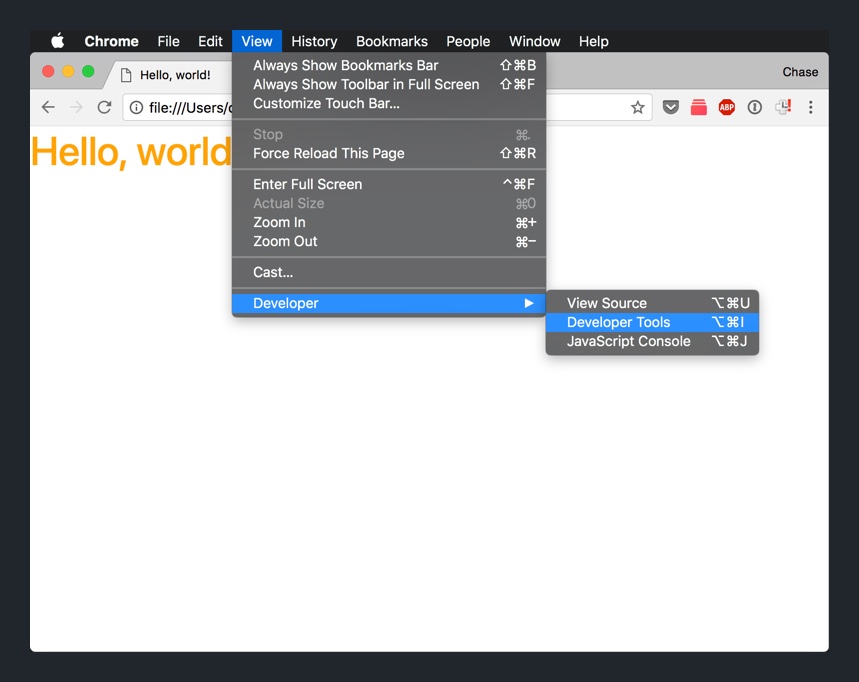 Chrome File Edit View History Bookmarks People Window Help
Hello, world!
Chase
file:///Users/
ABP
Hello, world
Always Show Bookmarks Bar ⇧⌘B
Always Show Toolbar in Full Screen ⇧⌘F
Customize Touch Bar...
Stop ⌘.
Force Reload This Page ⇧⌘R
Enter Full Screen ^⌘F
Actual Size ⌘0
Zoom In ⌘+
Zoom Out ⌘−
Cast...
Developer ▶
View Source ⌥⌘U
Developer Tools ⌥⌘I
JavaScript Console ⌥⌘J